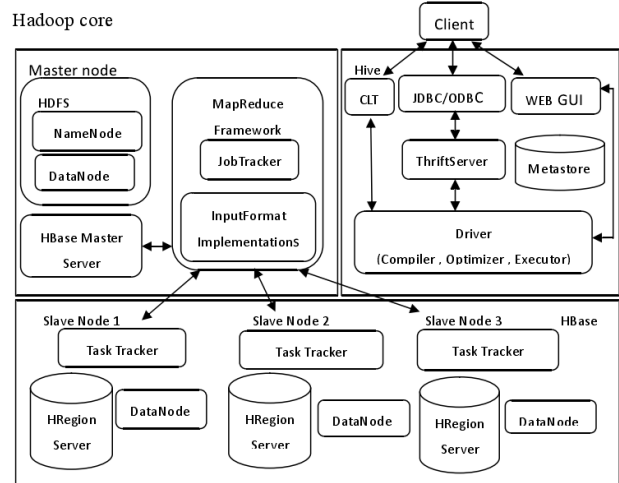 Hadoop core
Client
Master node
HDFS
NameNode
DataNode
HBase Master
Server
MapReduce
Framework
JobTracker
InputFormat
ImplementationS
Hive
CLT
JDBC/ODBC
WEB GUI
ThriftServer
Metastore
Driver
(Compiler , Optimizer , Executor)
Slave Node 1
Task Tracker
HRegion
Server
DataNode
Slave Node 2
Task Tracker
HRegion
Server
DataNode
Slave Node 3
HBase
Task Tracker
HRegion
Server
DataNode